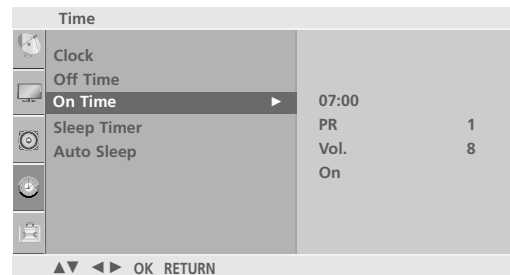 Time
Clock
Off Time
On Time ►
Sleep Timer
Auto Sleep
07:00
PR 1
Vol. 8
On
▲▼ ◄► OK RETURN